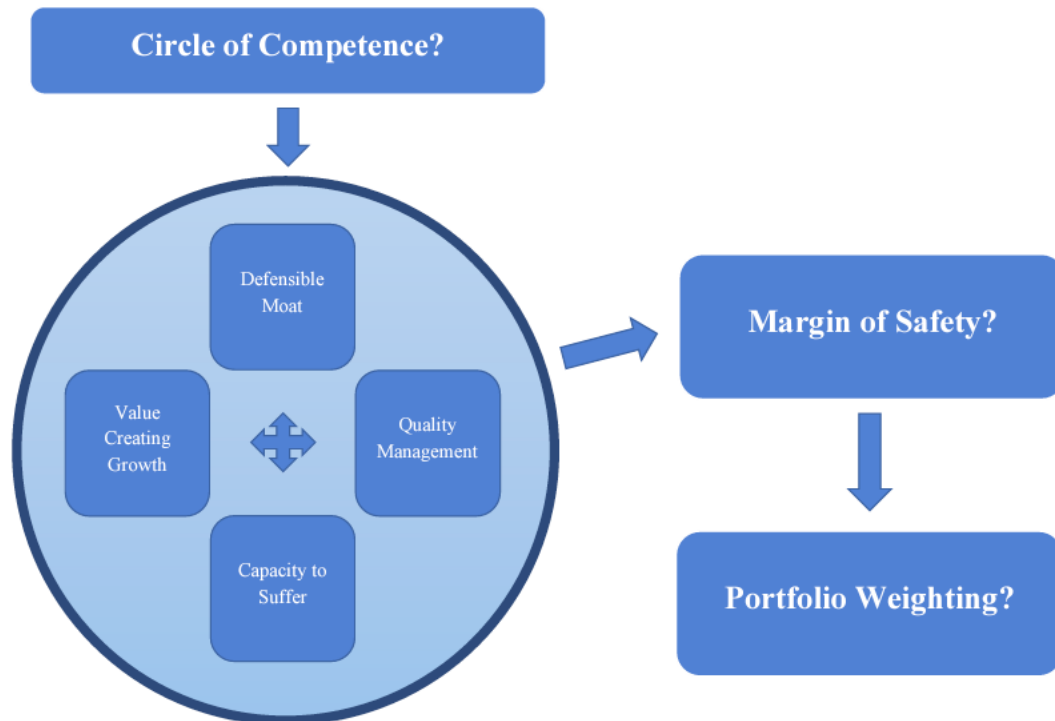 Circle of Competence?
Defensible
Moat
Value
Creating
Growth
Quality
Management
Capacity to
Suffer
Margin of Safety?
Portfolio Weighting?